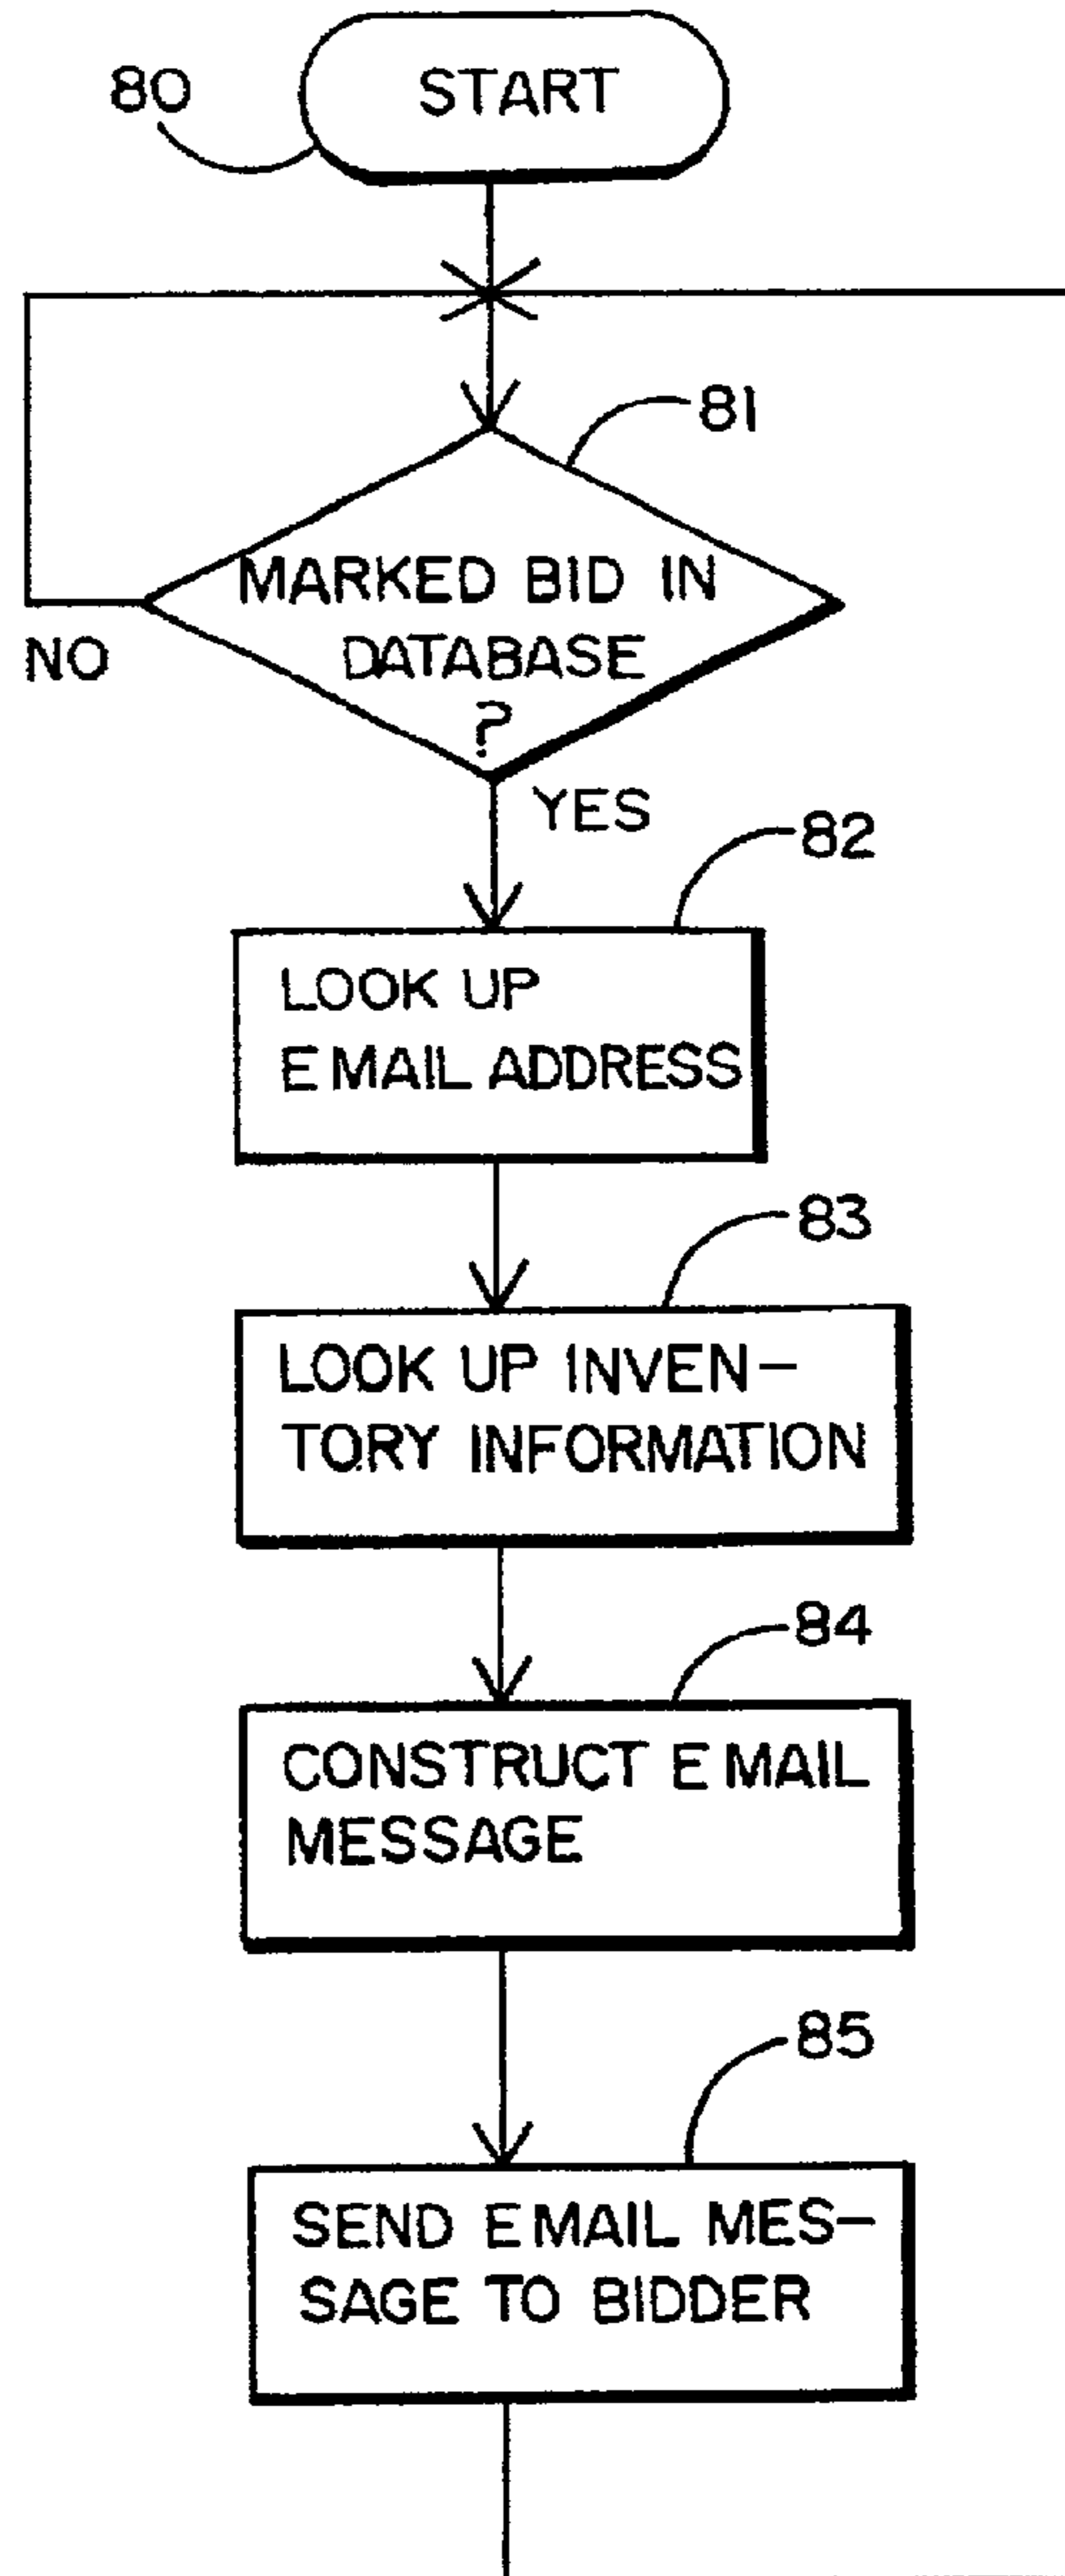 80
START
81
MARKED BID IN
DATABASE
?
NO
YES
82
LOOK UP
E MAIL ADDRESS
83
LOOK UP INVEN-
TORY INFORMATION
84
CONSTRUCT E MAIL
MESSAGE
85
SEND E MAIL MES-
SAGE TO BIDDER